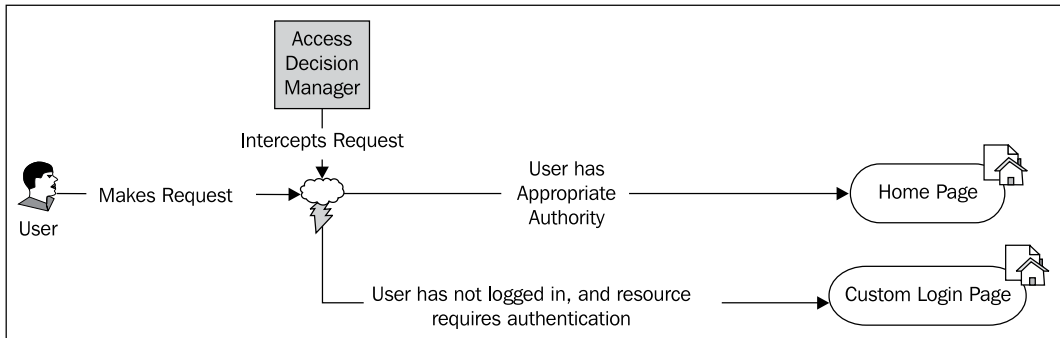 Access
Decision
Manager
Intercepts Request
User
Makes Request
User has
Appropriate
Authority
Home Page
User has not logged in, and resource
requires authentication
Custom Login Page